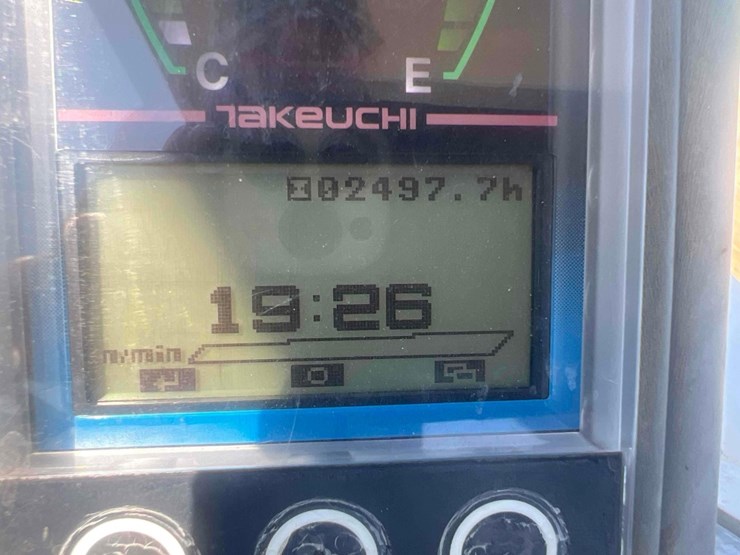 C E
TAKEUCHI
02497.7h
19:26
n/min